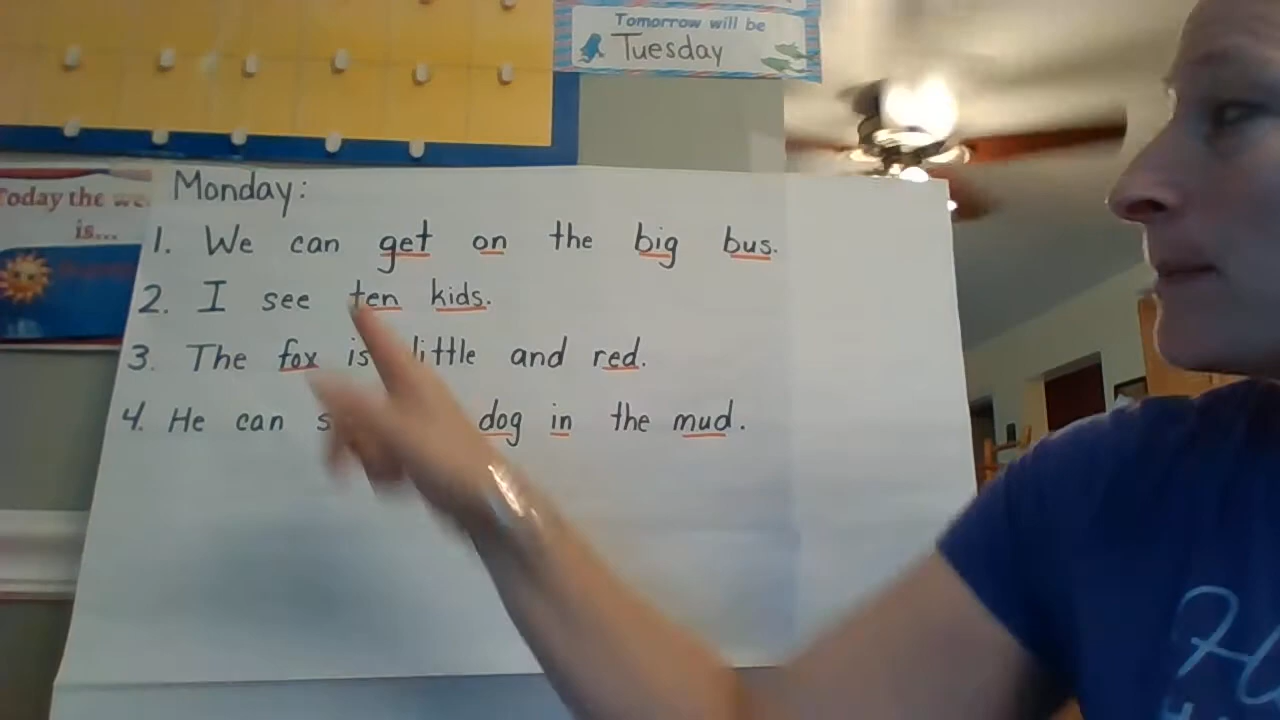 Tomorrow will be
Tuesday
Today the
is...
Monday:
1. We can get on the big bus.
2. I see ten kids.
3. The fox is little and red.
4. He can dog in the mud.